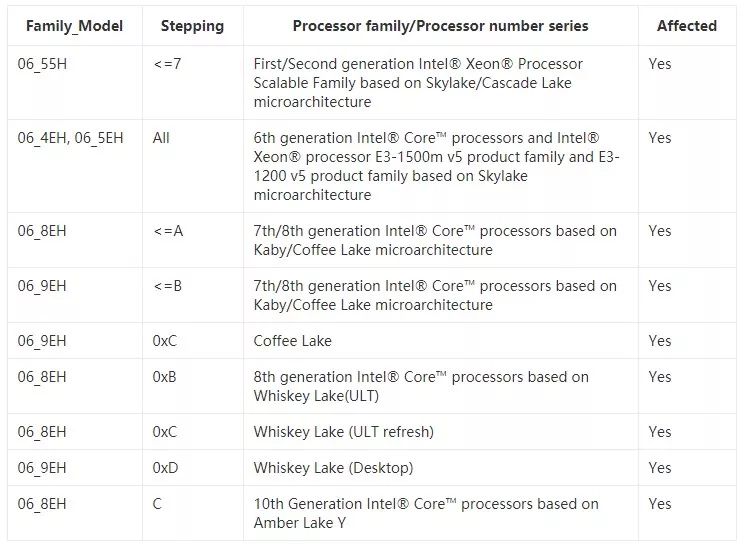 Family_Model Stepping Processor family/Processor number series Affected
06_55H <=7 First/Second generation Intel® Xeon® Processor Yes
Scalable Family based on Skylake/Cascade Lake
microarchitecture
06_4EH, 06_5EH All 6th generation Intel® Core™ processors and Intel® Yes
Xeon® processor E3-1500m v5 product family and E3-
1200 v5 product family based on Skylake
microarchitecture
06_8EH <=A 7th/8th generation Intel® Core™ processors based on Yes
Kaby/Coffee Lake microarchitecture
06_9EH <=B 7th/8th generation Intel® Core™ processors based on Yes
Kaby/Coffee Lake microarchitecture
06_9EH 0xC Coffee Lake Yes
06_8EH 0xB 8th generation Intel® Core™ processors based on Yes
Whiskey Lake(ULT)
06_8EH 0xC Whiskey Lake (ULT refresh) Yes
06_9EH 0xD Whiskey Lake (Desktop) Yes
06_8EH C 10th Generation Intel® Core™ processors based on Yes
Amber Lake Y